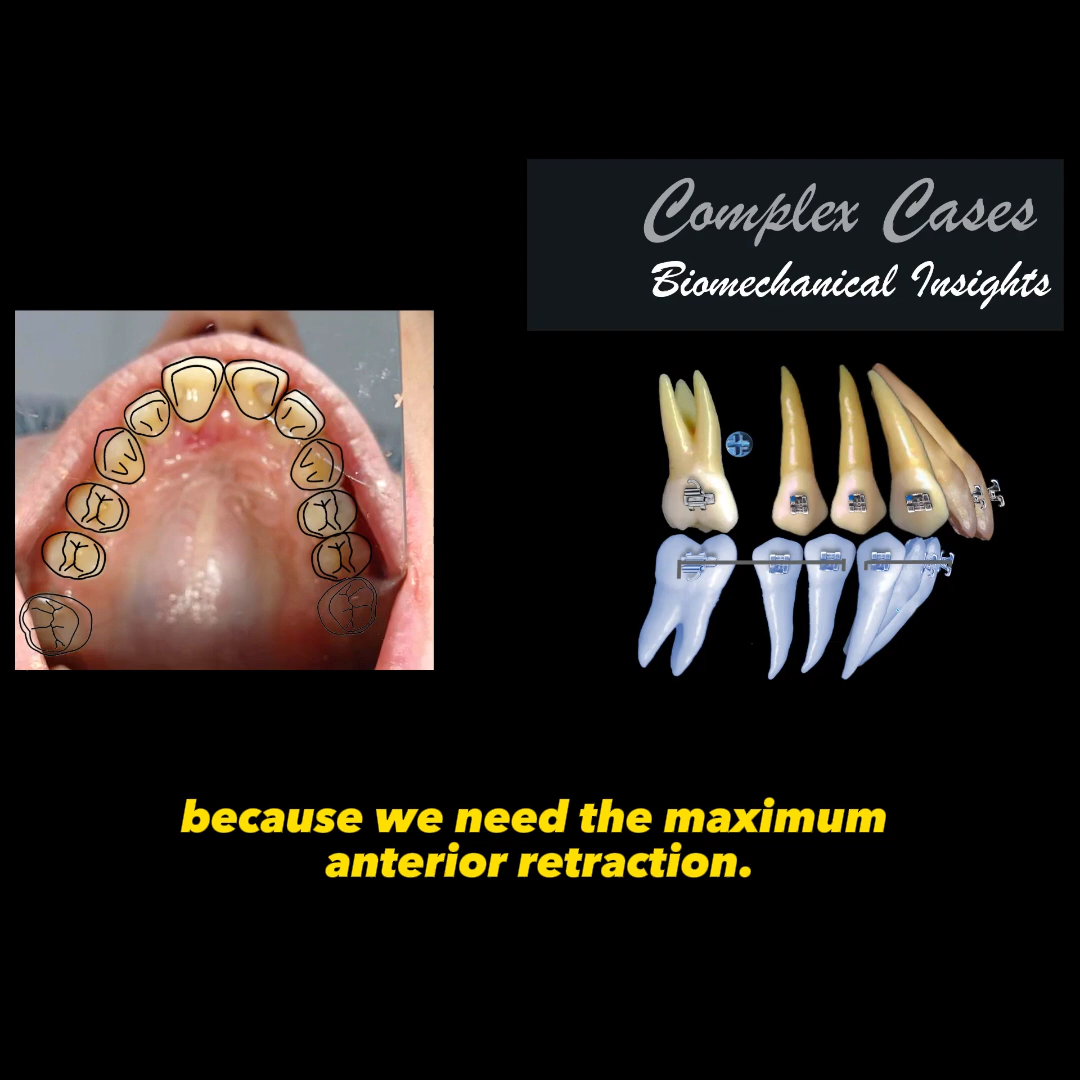 Complex Cases
Biomechanical Insights
because we need the maximum
anterior retraction.